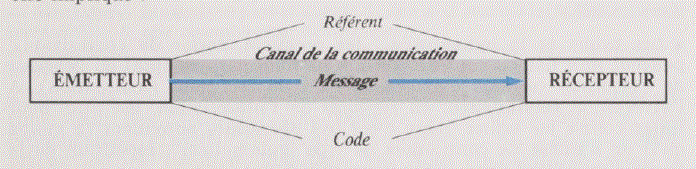 Référent
Canal de la communication
ÉMETTEUR Message RÉCEPTEUR
Code